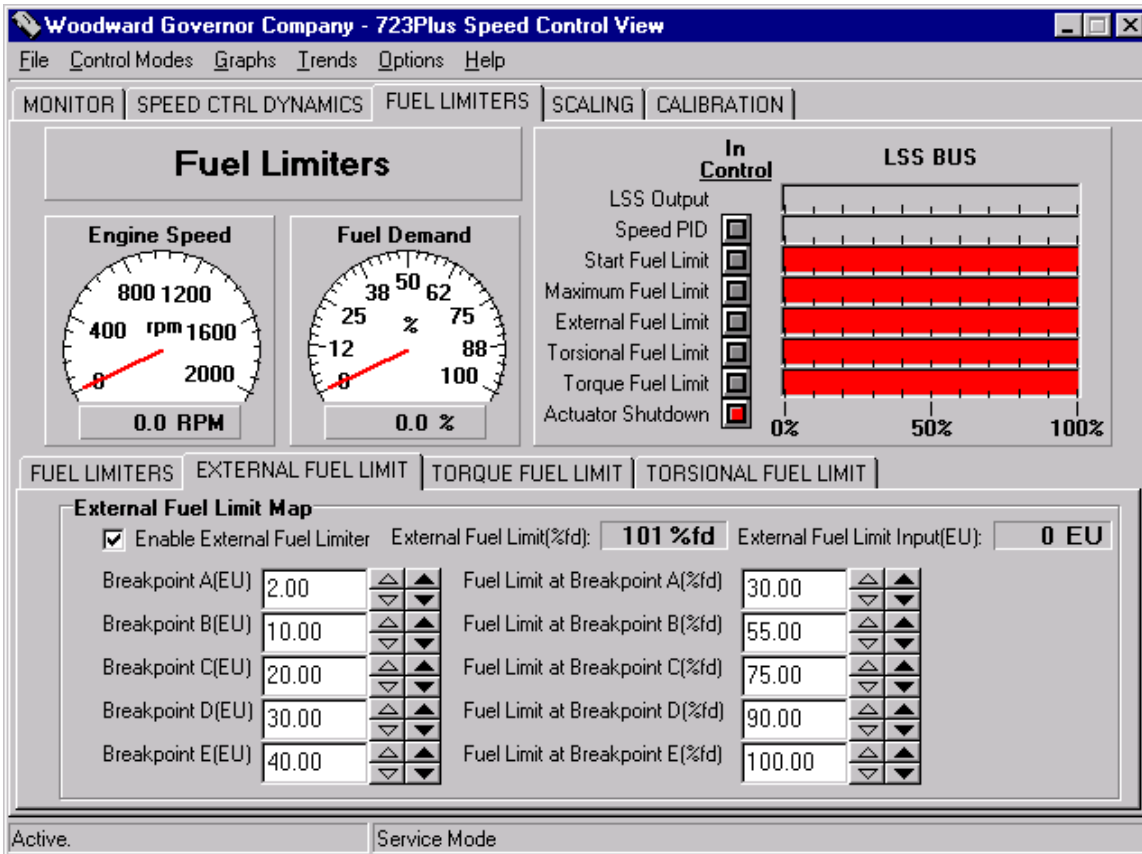 Woodward Governor Company - 723Plus Speed Control View
File Control Modes Graphs Trends Options Help
MONITOR SPEED CTRL DYNAMICS FUEL LIMITERS SCALING CALIBRATION
Fuel Limiters
Engine Speed
0 400 800 1200 1600 2000
rpm
0.0 RPM
Fuel Demand
0 12 25 38 50 62 75 88 100
%
0.0 %
In Control
LSS BUS
LSS Output
Speed PID
Start Fuel Limit
Maximum Fuel Limit
External Fuel Limit
Torsional Fuel Limit
Torque Fuel Limit
Actuator Shutdown
0% 50% 100%
FUEL LIMITERS EXTERNAL FUEL LIMIT TORQUE FUEL LIMIT TORSIONAL FUEL LIMIT
External Fuel Limit Map
Enable External Fuel Limiter External Fuel Limit(%fd): 101 %fd External Fuel Limit Input(EU): 0 EU
Breakpoint A(EU) 2.00 Fuel Limit at Breakpoint A(%fd) 30.00
Breakpoint B(EU) 10.00 Fuel Limit at Breakpoint B(%fd) 55.00
Breakpoint C(EU) 20.00 Fuel Limit at Breakpoint C(%fd) 75.00
Breakpoint D(EU) 30.00 Fuel Limit at Breakpoint D(%fd) 90.00
Breakpoint E(EU) 40.00 Fuel Limit at Breakpoint E(%fd) 100.00
Active. Service Mode